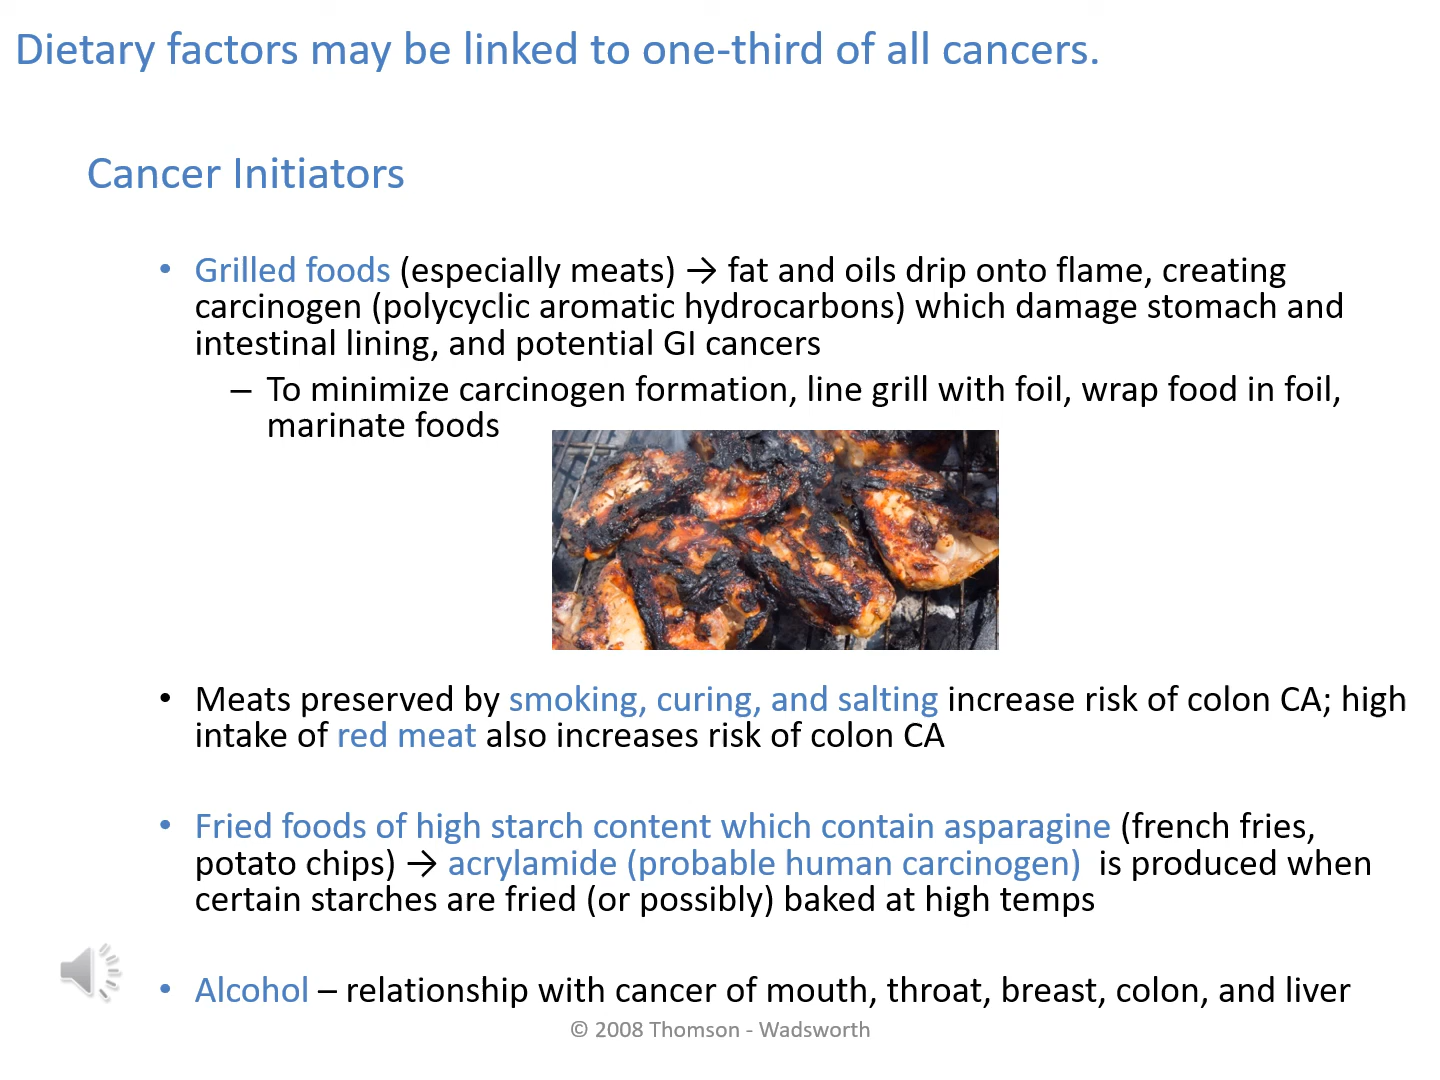 Dietary factors may be linked to one-third of all cancers.
Cancer Initiators
• Grilled foods (especially meats) → fat and oils drip onto flame, creating
carcinogen (polycyclic aromatic hydrocarbons) which damage stomach and
intestinal lining, and potential GI cancers
– To minimize carcinogen formation, line grill with foil, wrap food in foil,
marinate foods
• Meats preserved by smoking, curing, and salting increase risk of colon CA; high
intake of red meat also increases risk of colon CA
• Fried foods of high starch content which contain asparagine (french fries,
potato chips) → acrylamide (probable human carcinogen) is produced when
certain starches are fried (or possibly) baked at high temps
• Alcohol – relationship with cancer of mouth, throat, breast, colon, and liver
© 2008 Thomson - Wadsworth